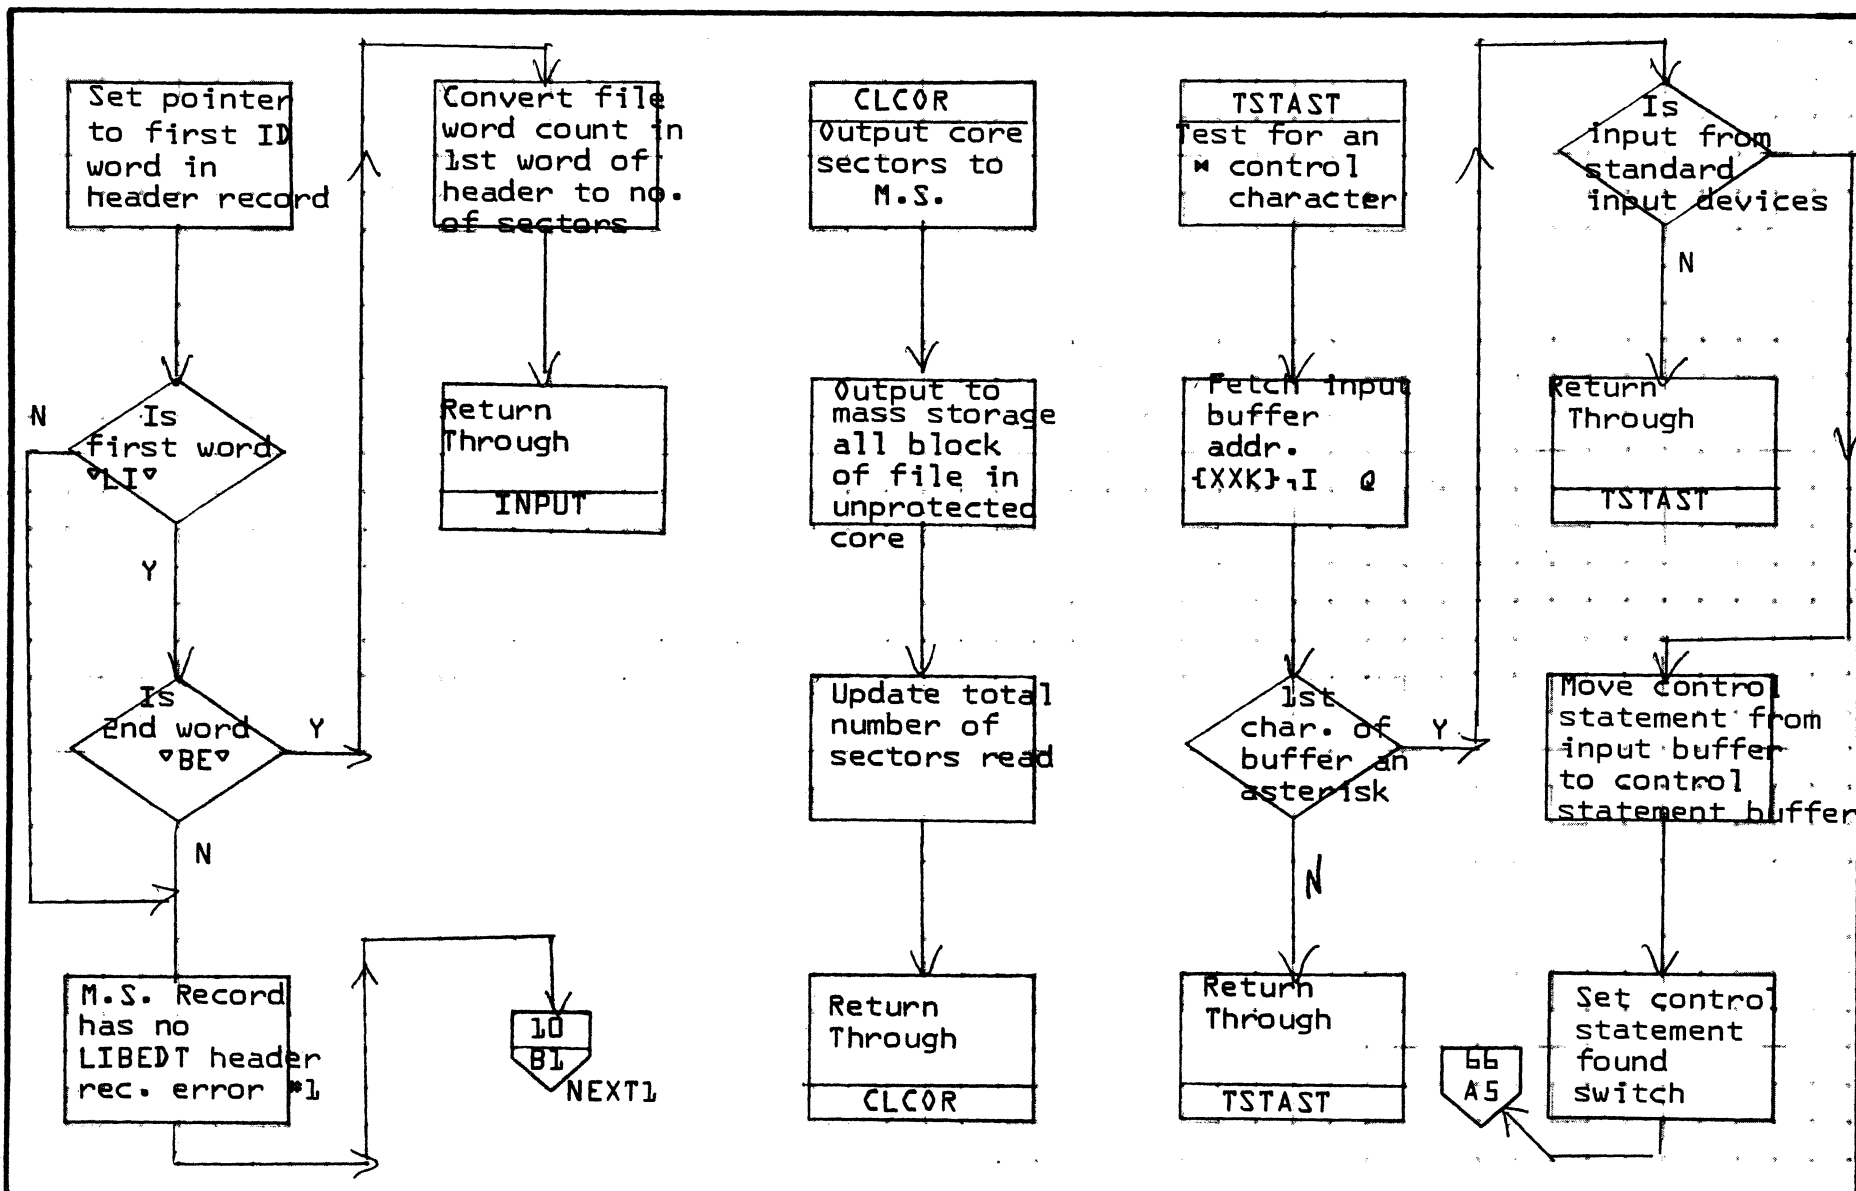 Set pointer
to first ID
word in
header record
N
Is
first word
"LI"
Y
Is
2nd word
"BE"
Y
N
M.S. Record
has no
LIBEDT header
rec. error *1
Convert file
word count in
1st word of
header to no.
of sectors
Return
Through
INPUT
10
B1
NEXT1
CLCOR
Output core
sectors to
M.S.
Output to
mass storage
all block
of file in
unprotected
core
Update total
number of
sectors read
Return
Through
CLCOR
TSTAST
Test for an
* control
character
Fetch input
buffer
addr.
{XXK},I Q
1st
char. of
buffer an
asterisk
Y
N
Return
Through
TSTAST
Is
input from
standard
input devices
N
Return
Through
TSTAST
Move control
statement from
input buffer
to control
statement buffer
Set control
statement
found
switch
66
A5